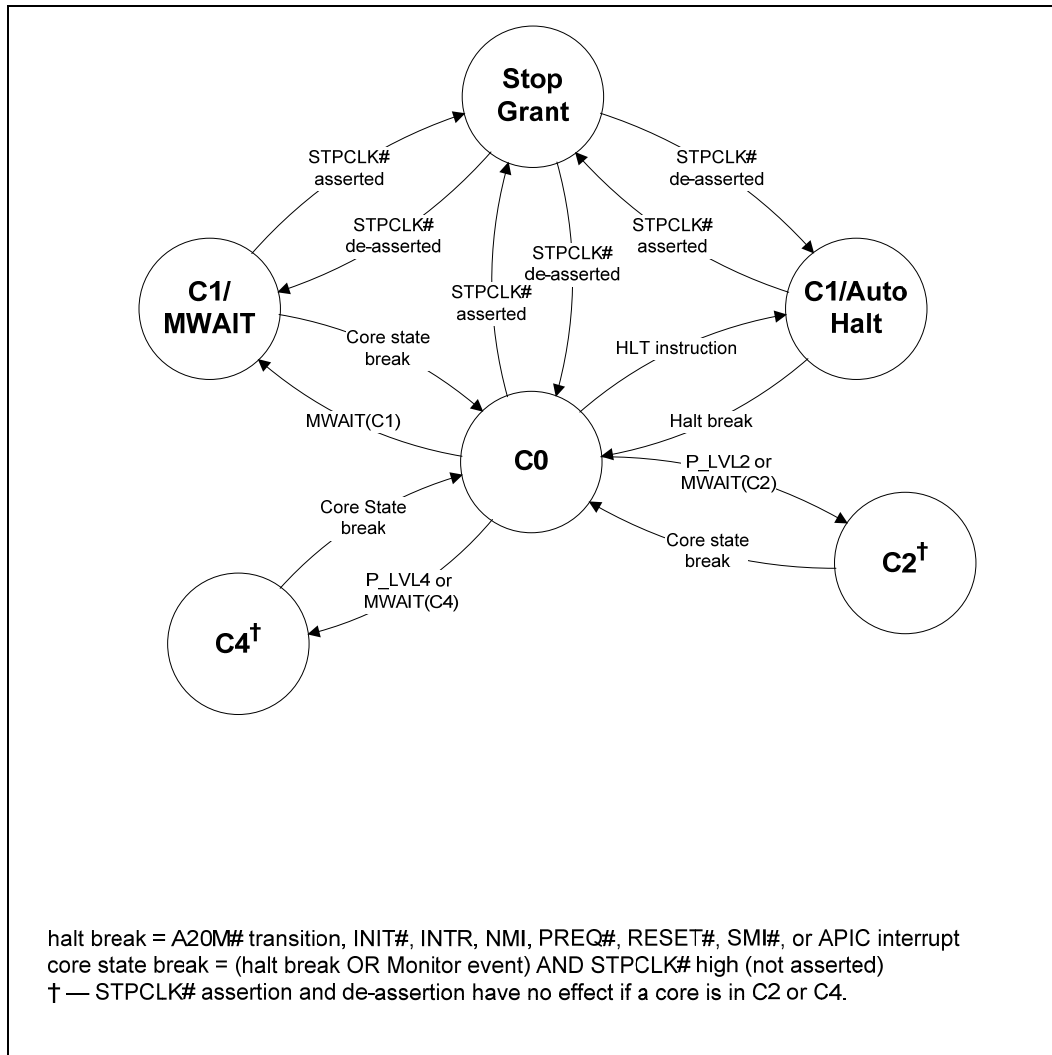 Stop
Grant
STPCLK#
asserted
STPCLK#
de-asserted
STPCLK#
de-asserted
STPCLK#
asserted
STPCLK#
de-asserted
STPCLK#
asserted
C1/
MWAIT
C1/Auto
Halt
Core state
break
HLT instruction
MWAIT(C1)
Halt break
C0
P_LVL2 or
MWAIT(C2)
Core State
break
Core state
break
C2†
P_LVL4 or
MWAIT(C4)
C4†
halt break = A20M# transition, INIT#, INTR, NMI, PREQ#, RESET#, SMI#, or APIC interrupt
core state break = (halt break OR Monitor event) AND STPCLK# high (not asserted)
† — STPCLK# assertion and de-assertion have no effect if a core is in C2 or C4.